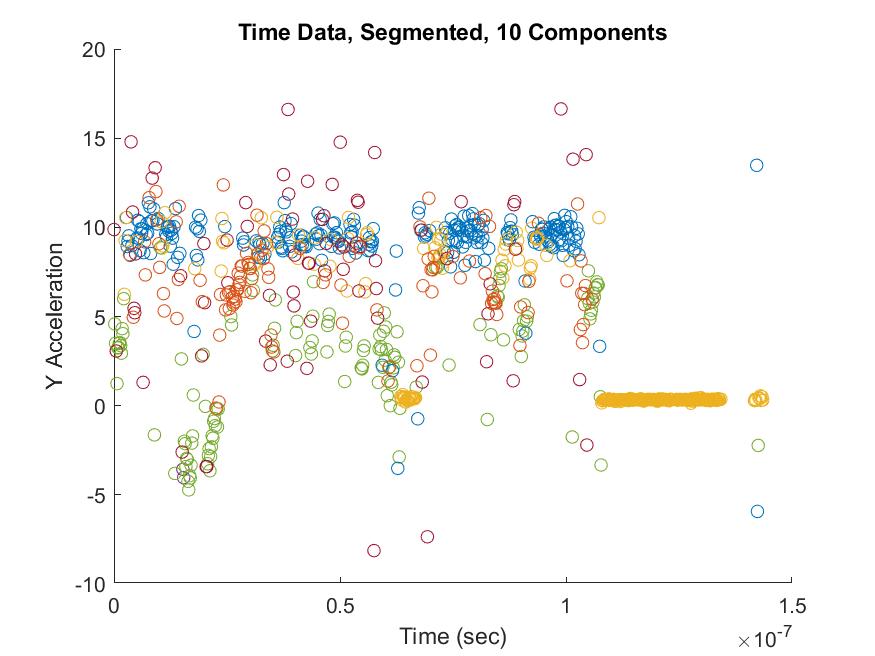 Time Data, Segmented, 10 Components
20
15
10
5
0
-5
-10
Y Acceleration
0 0.5 1 1.5
×10-7
Time (sec)